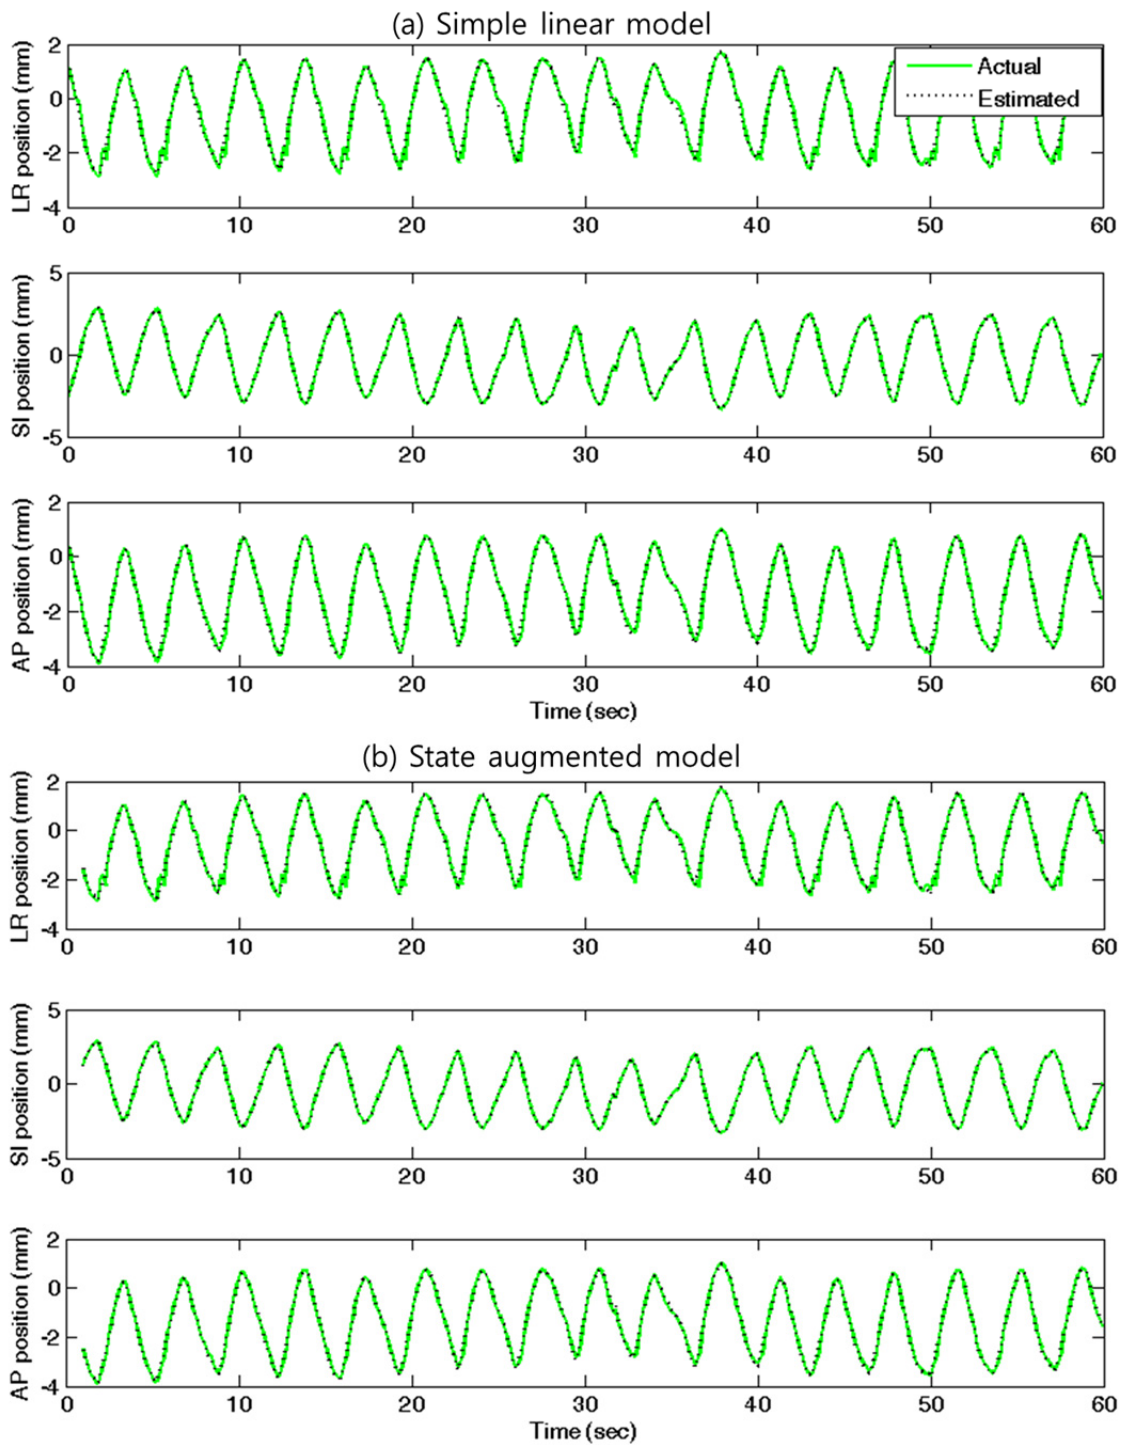 (a) Simple linear model
LR position (mm)
2
0
-2
-4
0 10 20 30 40 50 60
Actual
Estimated
SI position (mm)
5
0
-5
0 10 20 30 40 50 60
AP position (mm)
2
0
-2
-4
0 10 20 30 40 50 60
Time (sec)
(b) State augmented model
LR position (mm)
2
0
-2
-4
0 10 20 30 40 50 60
SI position (mm)
5
0
-5
0 10 20 30 40 50 60
AP position (mm)
2
0
-2
-4
0 10 20 30 40 50 60
Time (sec)